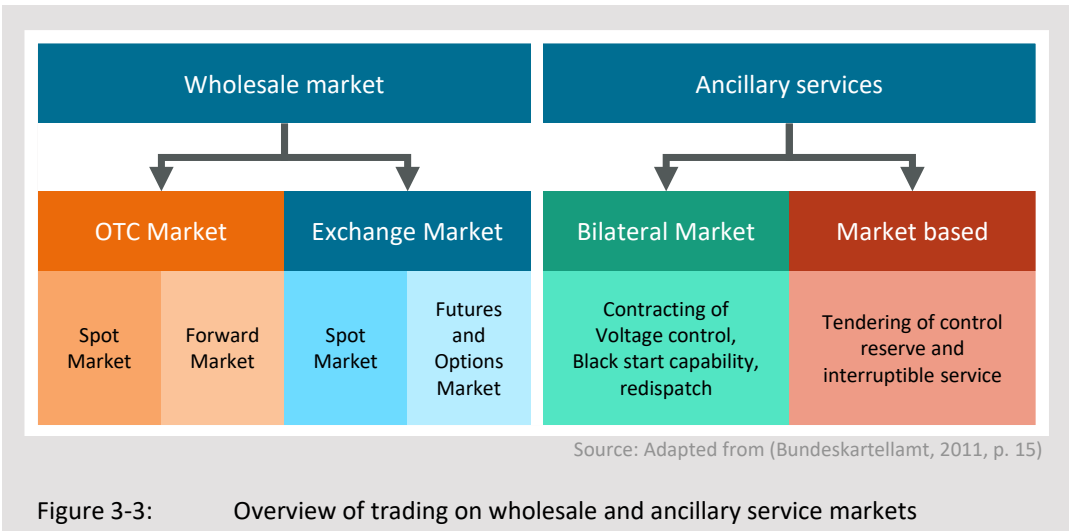 Wholesale market
Ancillary services
OTC Market
Exchange Market
Bilateral Market
Market based
Spot
Market
Forward
Market
Spot
Market
Futures
and
Options
Market
Contracting of
Voltage control,
Black start capability,
redispatch
Tendering of control
reserve and
interruptible service
Source: Adapted from (Bundeskartellamt, 2011, p. 15)
Figure 3-3: Overview of trading on wholesale and ancillary service markets